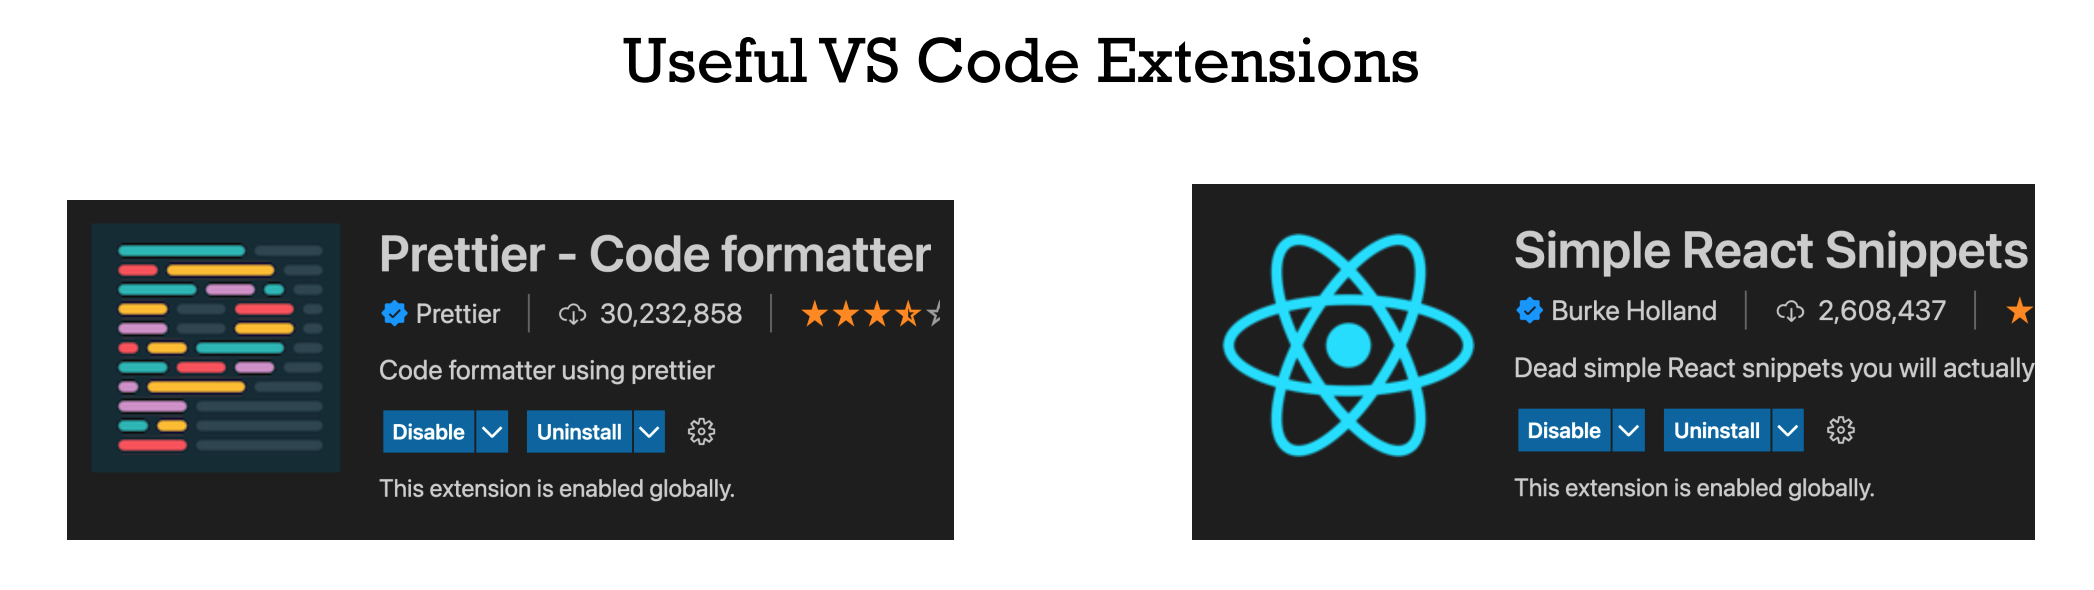 Useful VS Code Extensions
Prettier - Code formatter
Prettier 30,232,858
Code formatter using prettier
Disable Uninstall
This extension is enabled globally.
Simple React Snippets
Burke Holland 2,608,437
Dead simple React snippets you will actually
Disable Uninstall
This extension is enabled globally.